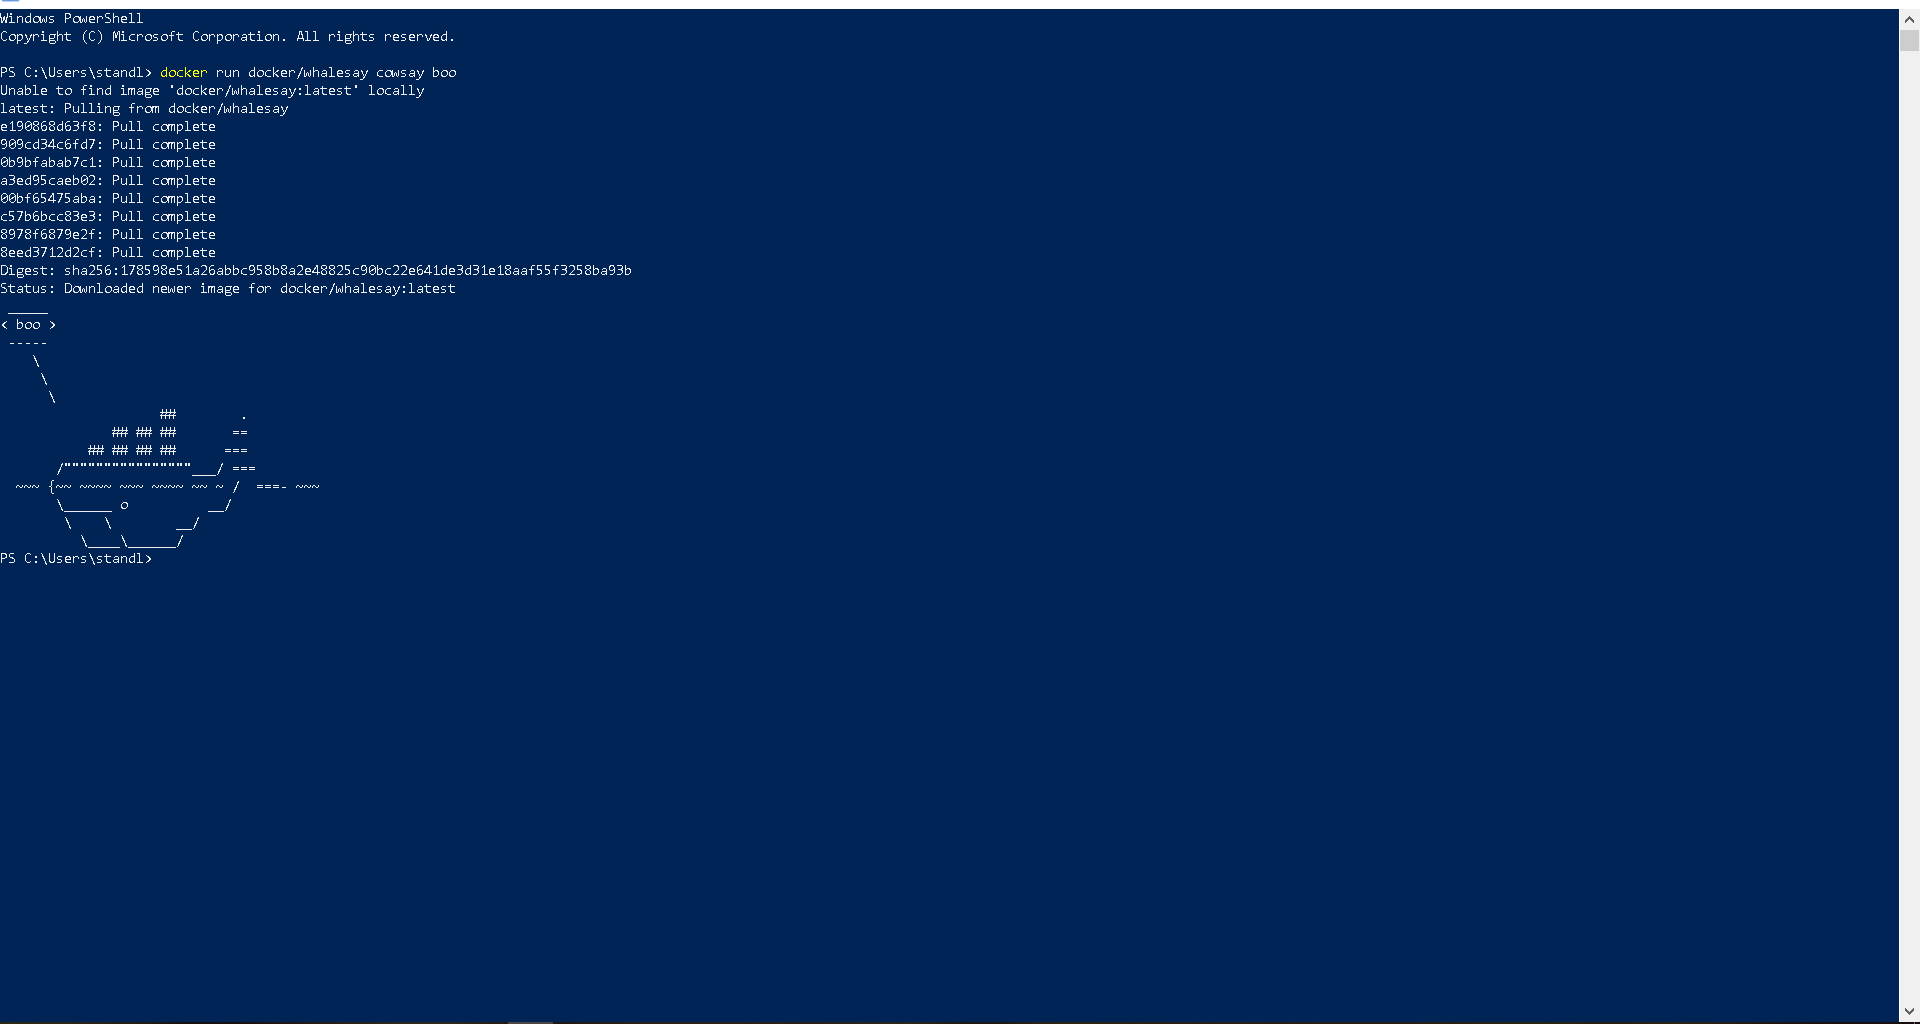 Windows PowerShell
Copyright (C) Microsoft Corporation. All rights reserved.

PS C:\Users\standl> docker run docker/whalesay cowsay boo
Unable to find image 'docker/whalesay:latest' locally
latest: Pulling from docker/whalesay
e190868d63f8: Pull complete
909cd34c6fd7: Pull complete
0b9bfabab7c1: Pull complete
a3ed95caeb02: Pull complete
00bf65475aba: Pull complete
c57b6bcc83e3: Pull complete
8978f6879e2f: Pull complete
8eed3712d2cf: Pull complete
Digest: sha256:178598e51a26abbc958b8a2e48825c90bc22e641de3d31e18aaf55f3258ba93b
Status: Downloaded newer image for docker/whalesay:latest
 _____
< boo >
 -----
    \
     \
      \
                    ##        .
              ## ## ##       ==
           ## ## ## ##      ===
       /""""""""""""""""___/ ===
  ~~~ {~~ ~~~~ ~~~ ~~~~ ~~ ~ /  ===- ~~~
       \______ o          __/
        \    \        __/
          \____\______/
PS C:\Users\standl>